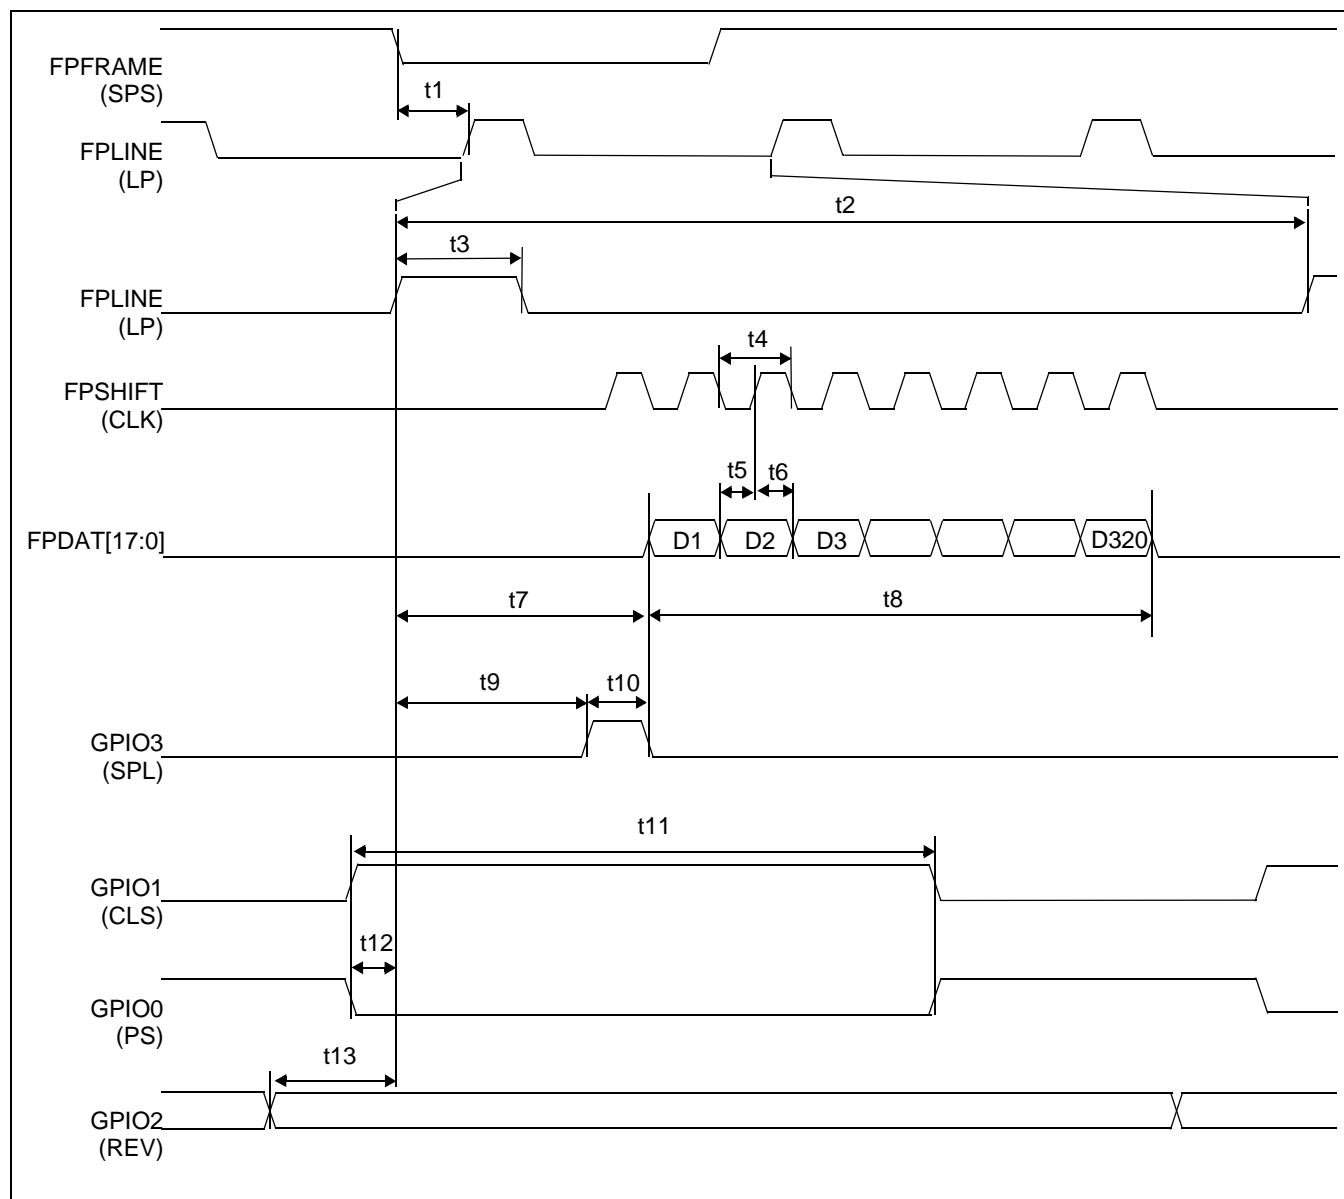 FPFRAME
(SPS)
t1
FPLINE
(LP)
t2
t3
FPLINE
(LP)
t4
FPSHIFT
(CLK)
t5
t6
FPDAT[17:0]
D1
D2
D3
D320
t7
t8
t9
t10
GPIO3
(SPL)
t11
GPIO1
(CLS)
t12
GPIO0
(PS)
t13
GPIO2
(REV)